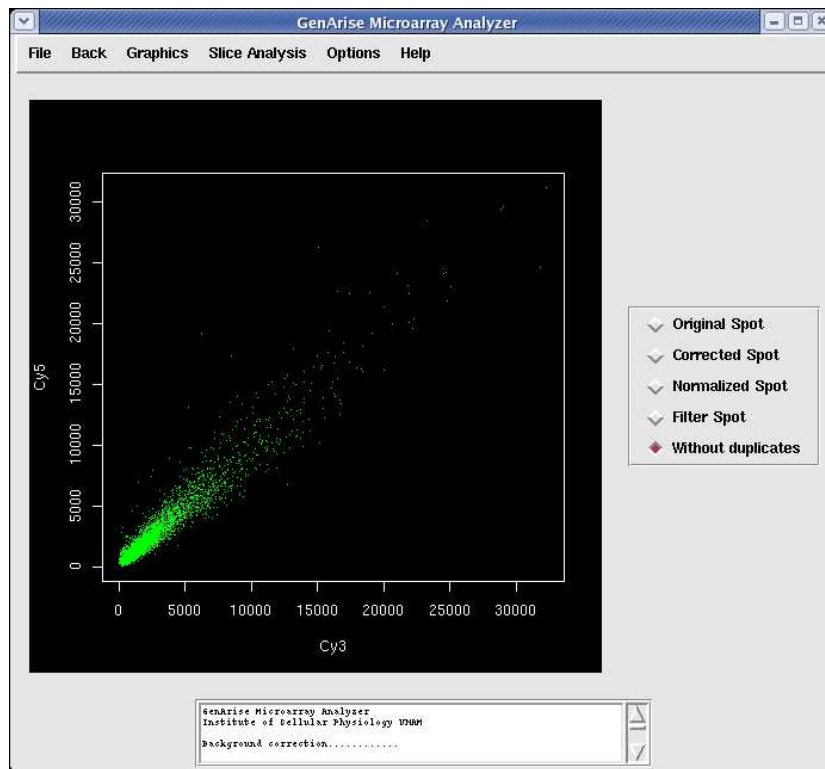 GenArise Microarray Analyzer
File Back Graphics Slice Analysis Options Help
30000
25000
20000
15000
10000
5000
0
Cy5
0 5000 10000 15000 20000 25000 30000
Cy3
Original Spot
Corrected Spot
Normalized Spot
Filter Spot
Without duplicates
GenArise Microarray Analyzer
Institute of Cellular Physiology UNAM
Background correction............